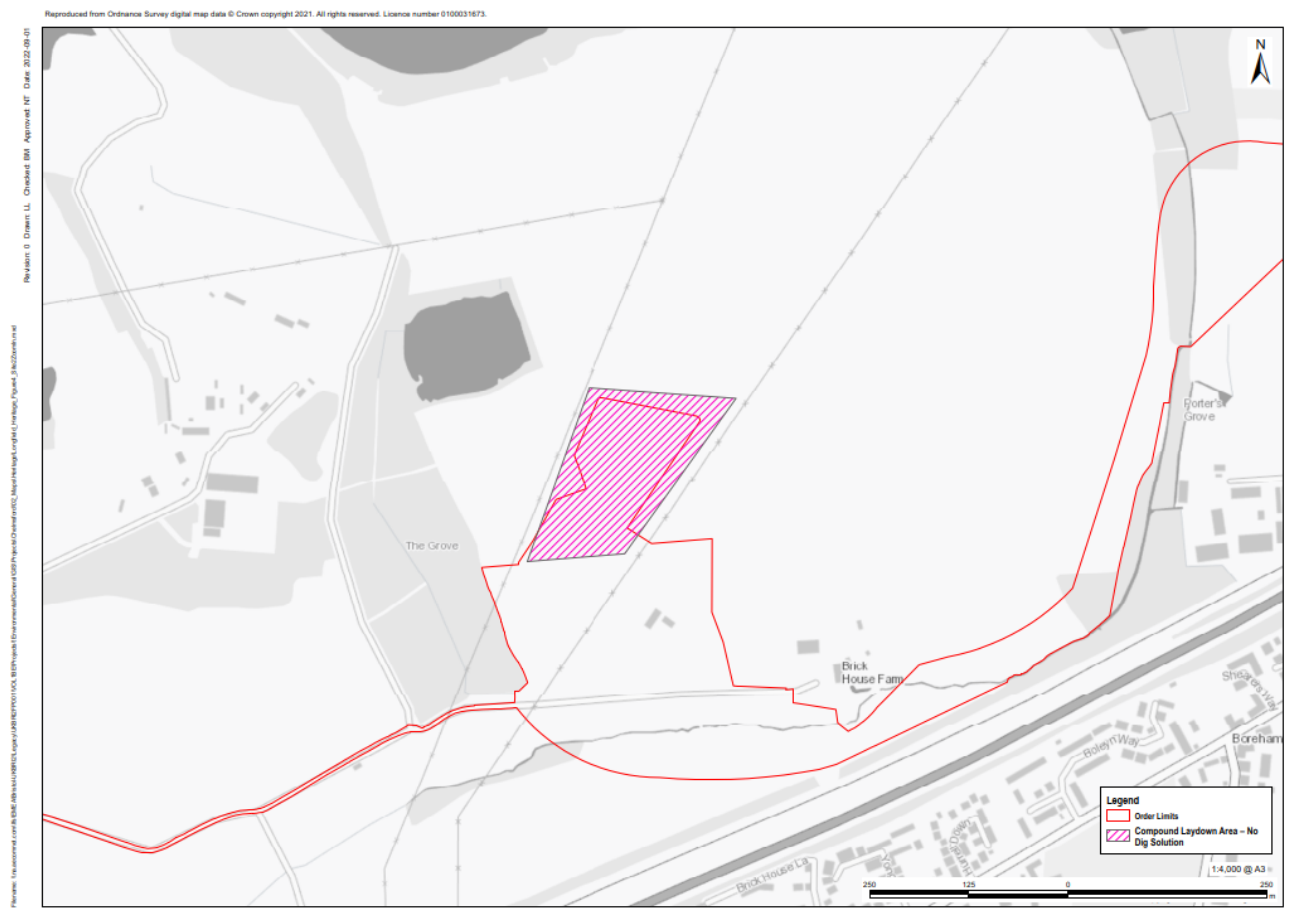 Reproduced from Ordnance Survey digital map data © Crown copyright 2021. All rights reserved. Licence number 0100031673.
Revision: 0 Drawn: LL Checked: BM Approved: NT Date: 2022-09-01
N
Porter's
Grove
The Grove
Brick
House Farm
Shearers Way
Boleyn Way
Boreham
Brick House La
Legend
Order Limits
Compound Laydown Area – No
Dig Solution
1:4,000 @ A3
250 125 0 250
m